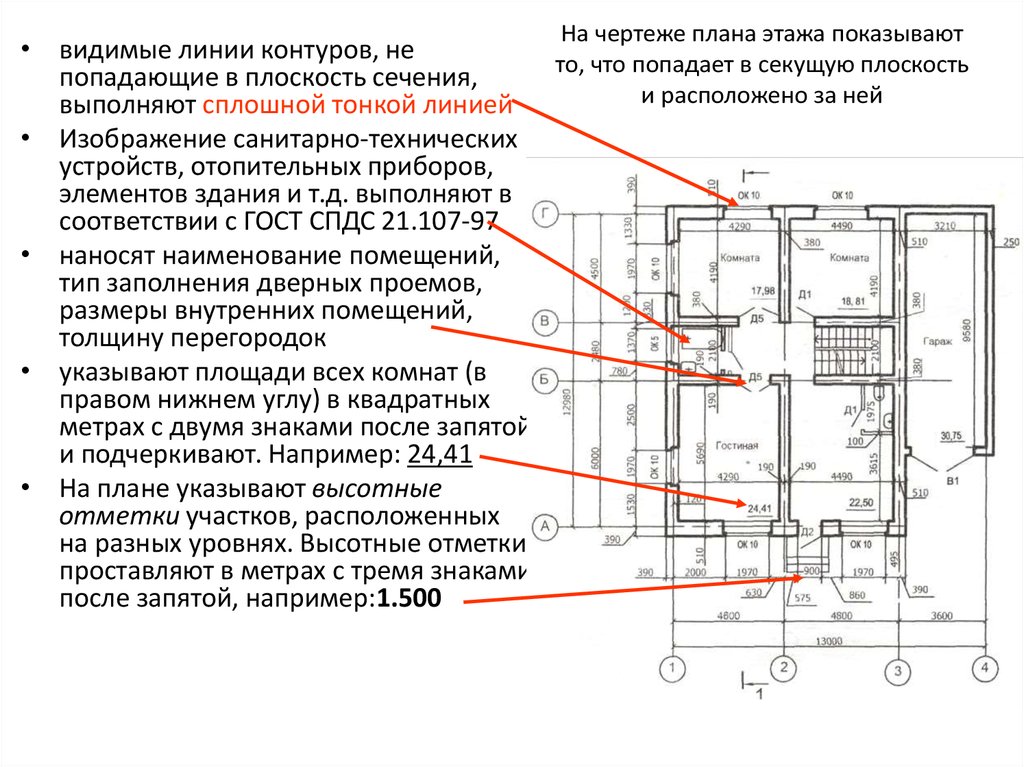 • видимые линии контуров, не
попадающие в плоскость сечения,
выполняют сплошной тонкой линией
• Изображение санитарно-технических
устройств, отопительных приборов,
элементов здания и т.д. выполняют в
соответствии с ГОСТ СПДС 21.107-97
• наносят наименование помещений,
тип заполнения дверных проемов,
размеры внутренних помещений,
толщину перегородок
• указывают площади всех комнат (в
правом нижнем углу) в квадратных
метрах с двумя знаками после запятой
и подчеркивают. Например: 24,41
• На плане указывают высотные
отметки участков, расположенных
на разных уровнях. Высотные отметки
проставляют в метрах с тремя знаками
после запятой, например:1.500
На чертеже плана этажа показывают
то, что попадает в секущую плоскость
и расположено за ней
1
390
510
ОК 10
ОК 10
Г
1330
4290
4490
3210
380
510
250
4500
1970
ОК 10
Комната
Комната
4190
4190
17,98
Д1
18, 81
380
380
9580
В
Д5
1370
ОК5
2180
2100
Гараж
780
190
380
Б
Д5
12980
2500
190
Д1
1975
Гостиная
100
30,75
6000
1970
ОК 10
5690
190
190
3615
4290
4490
В1
1530
120
24,41
22,50
510
А
Д2
390
ОК 10
ОК 10
510
495
390
2000
1970
900
1970
390
630
575
860
4800
4800
3600
13000
1
2
3
4
1